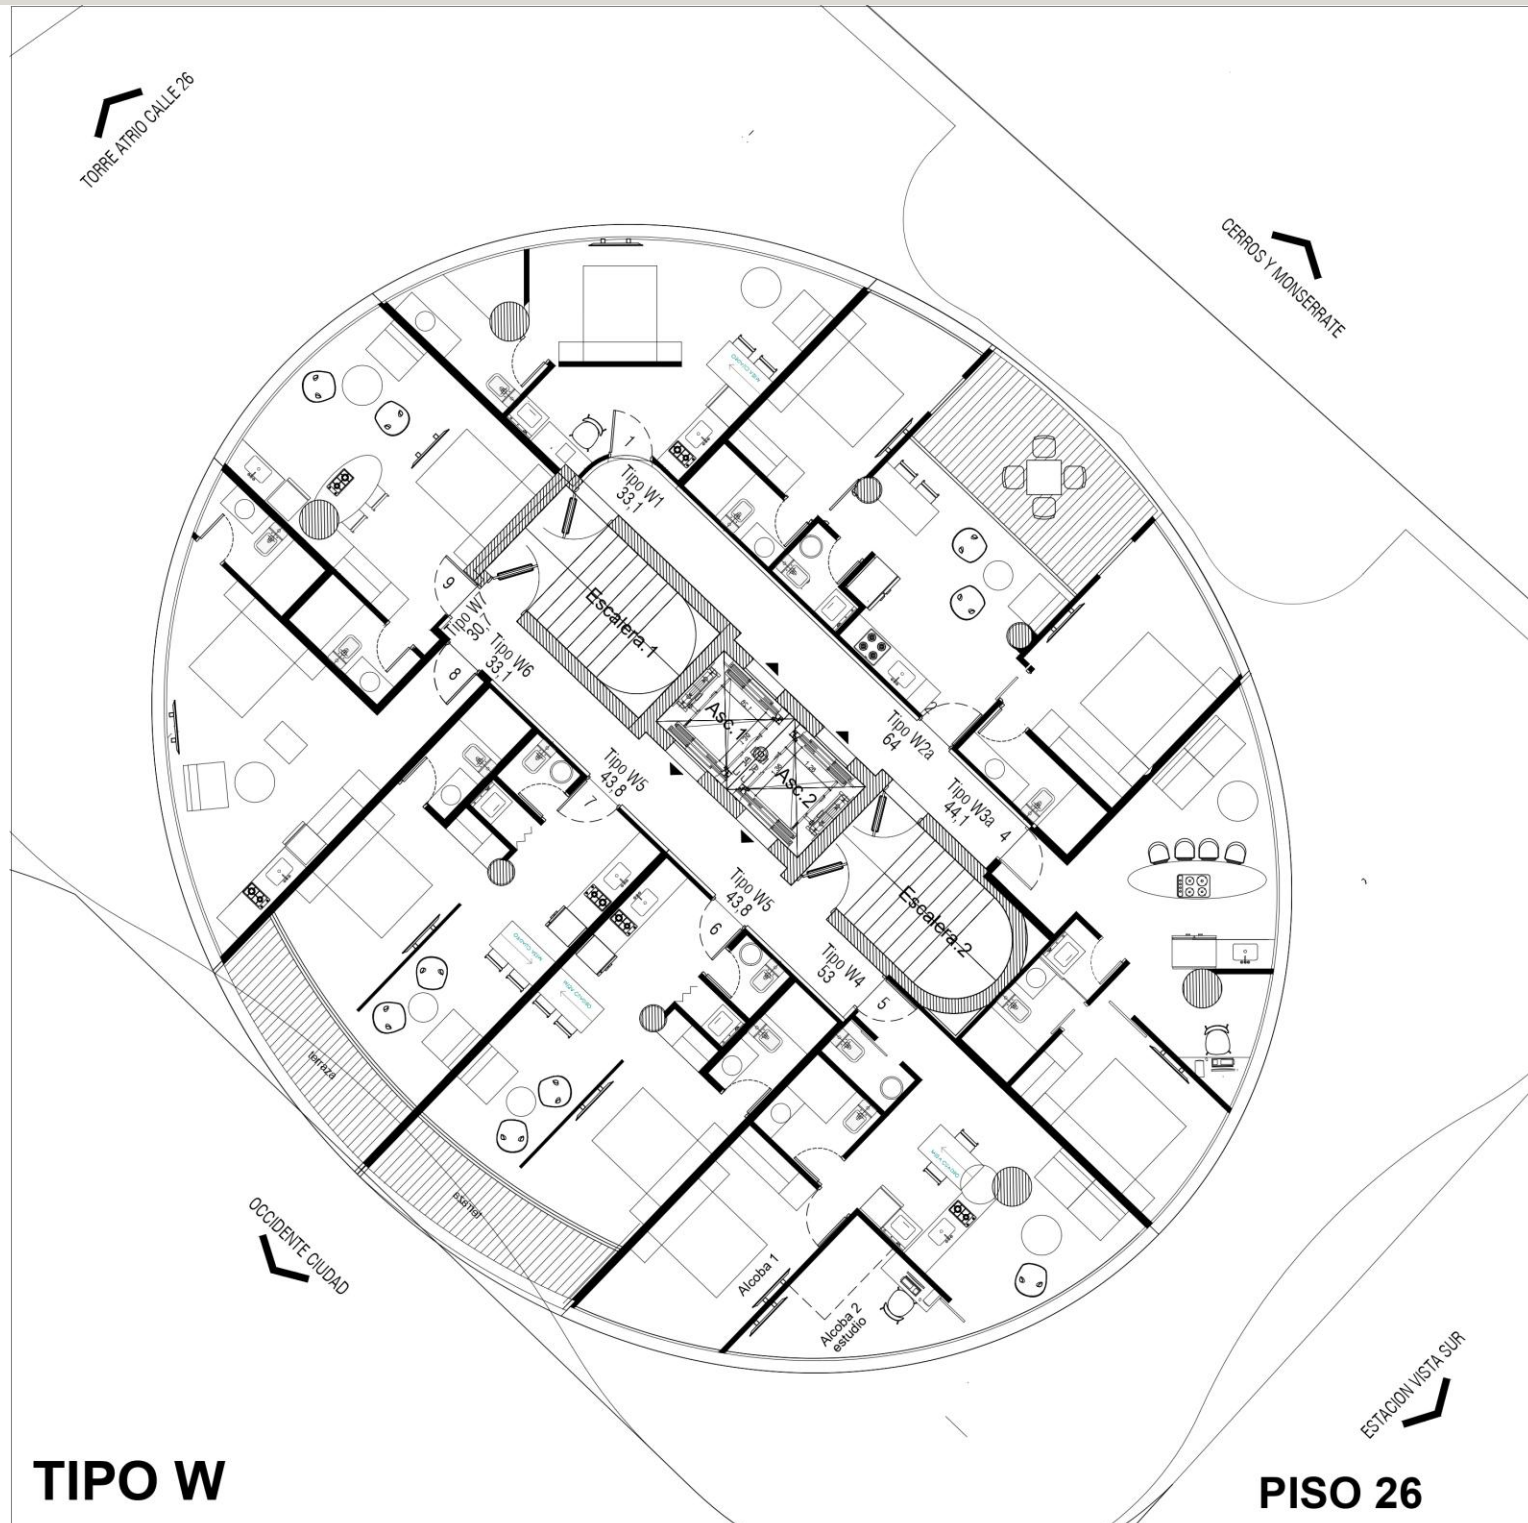 TORRE ATRIO CALLE 26
CERROS Y MONSERRATE
1
Tipo W1
33,1
Escalera.1
9
Tipo W7
30,7
Tipo W6
33,1
8
Asc. 1
Asc.2
2
Tipo W2a
64
Tipo W3a
44,1
4
Tipo W5
43,8
7
Tipo W5
43,8
6
Escalera.2
Tipo W4
53
5
terraza
terraza
Alcoba 1
Alcoba 2
estudio
OCCIDENTE CIUDAD
ESTACION VISTA SUR
TIPO W
PISO 26